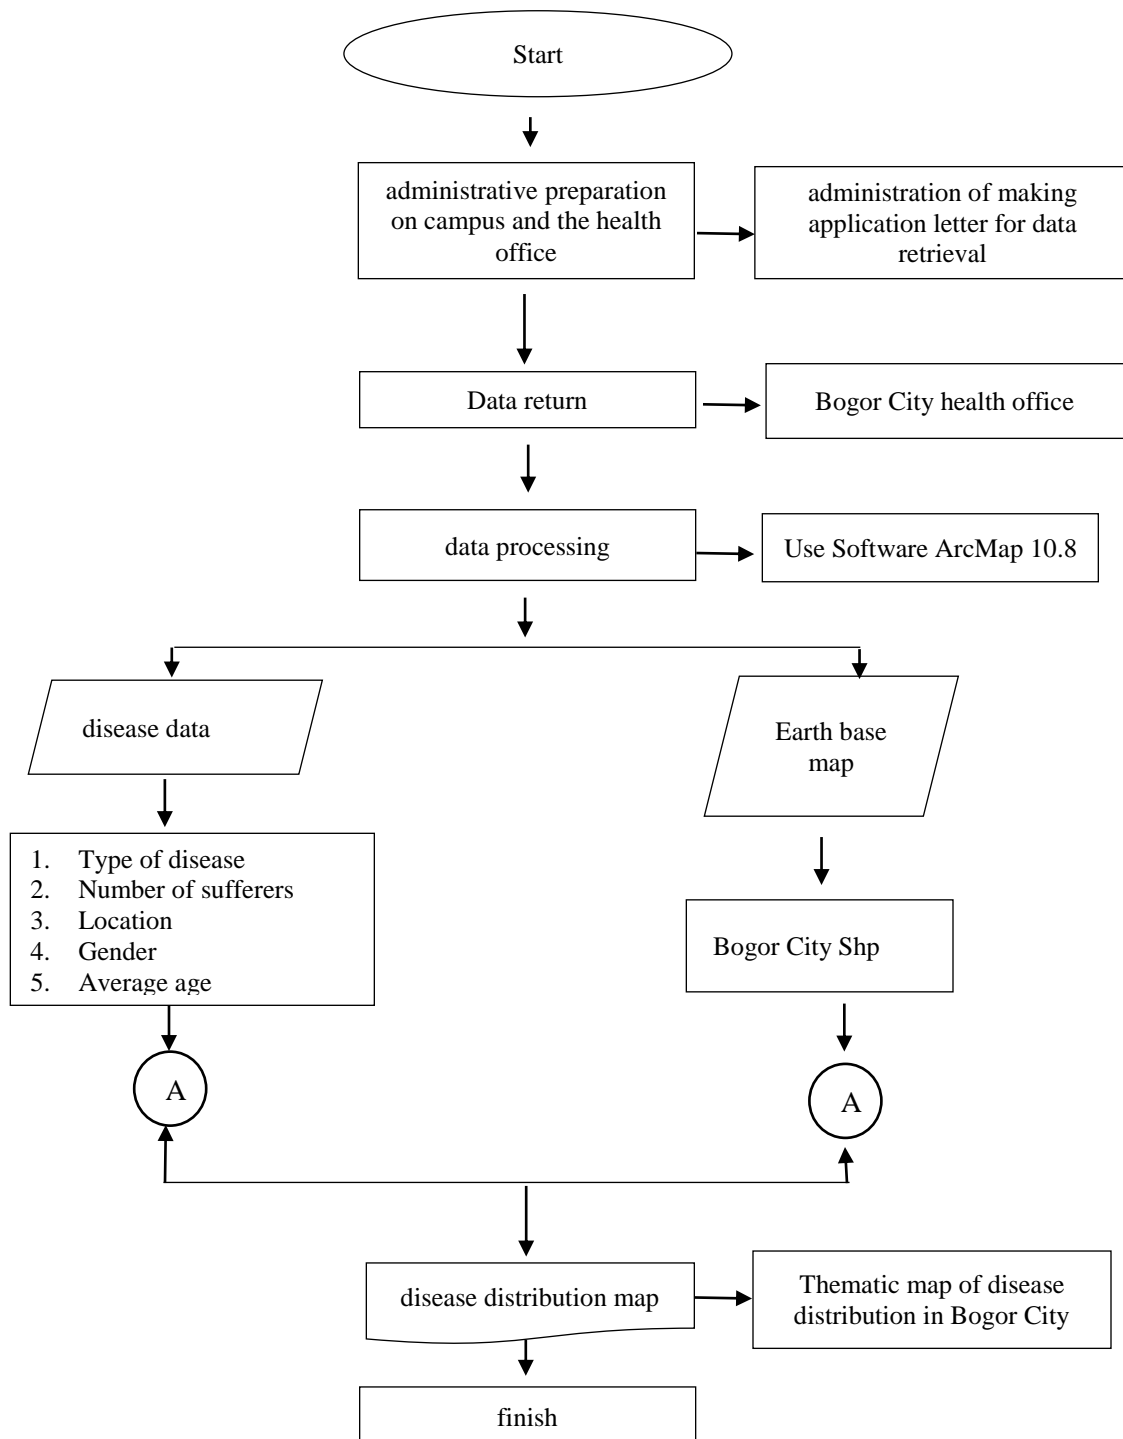 Start
administrative preparation
on campus and the health
office
administration of making
application letter for data
retrieval
Data return
Bogor City health office
data processing
Use Software ArcMap 10.8
disease data
Earth base
map
1. Type of disease
2. Number of sufferers
3. Location
4. Gender
5. Average age
Bogor City Shp
A
A
disease distribution map
Thematic map of disease
distribution in Bogor City
finish